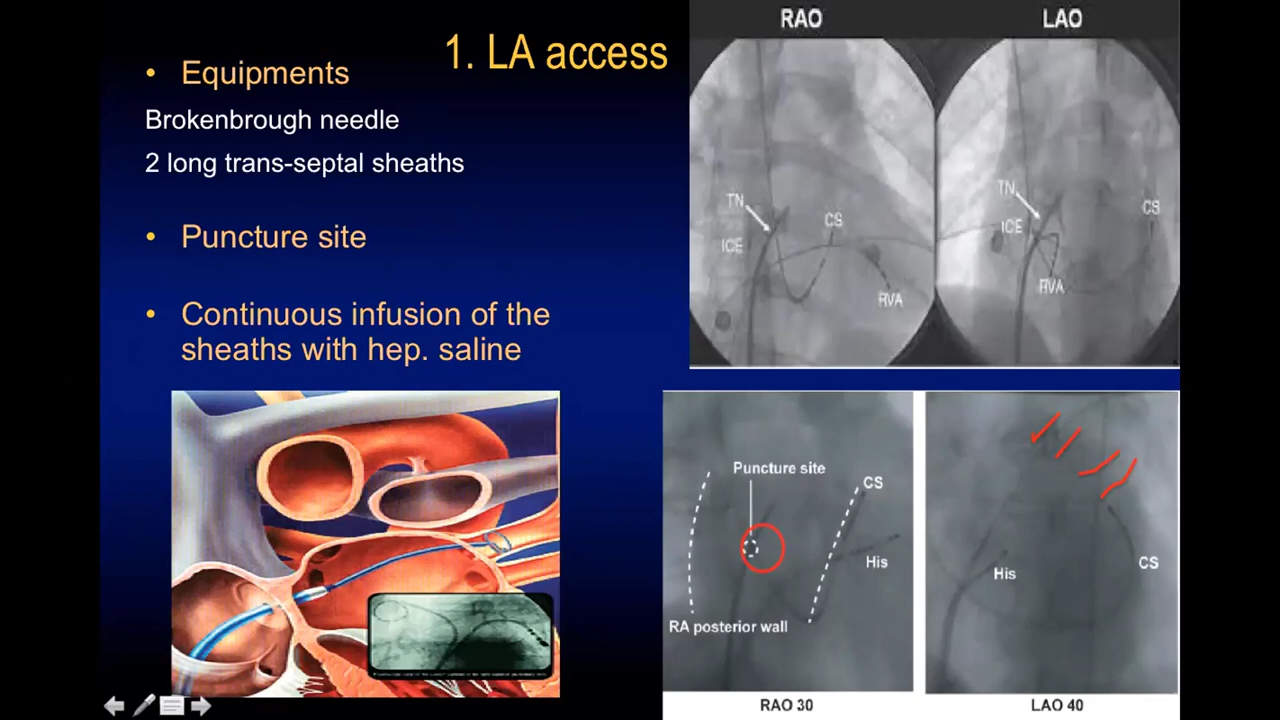 1. LA access
• Equipments
Brokenbrough needle
2 long trans-septal sheaths
• Puncture site
• Continuous infusion of the
sheaths with hep. saline
RAO
LAO
TN
CS
ICE
RVA
TN
CS
ICE
RVA
Puncture site
CS
His
RA posterior wall
His
CS
RAO 30
LAO 40